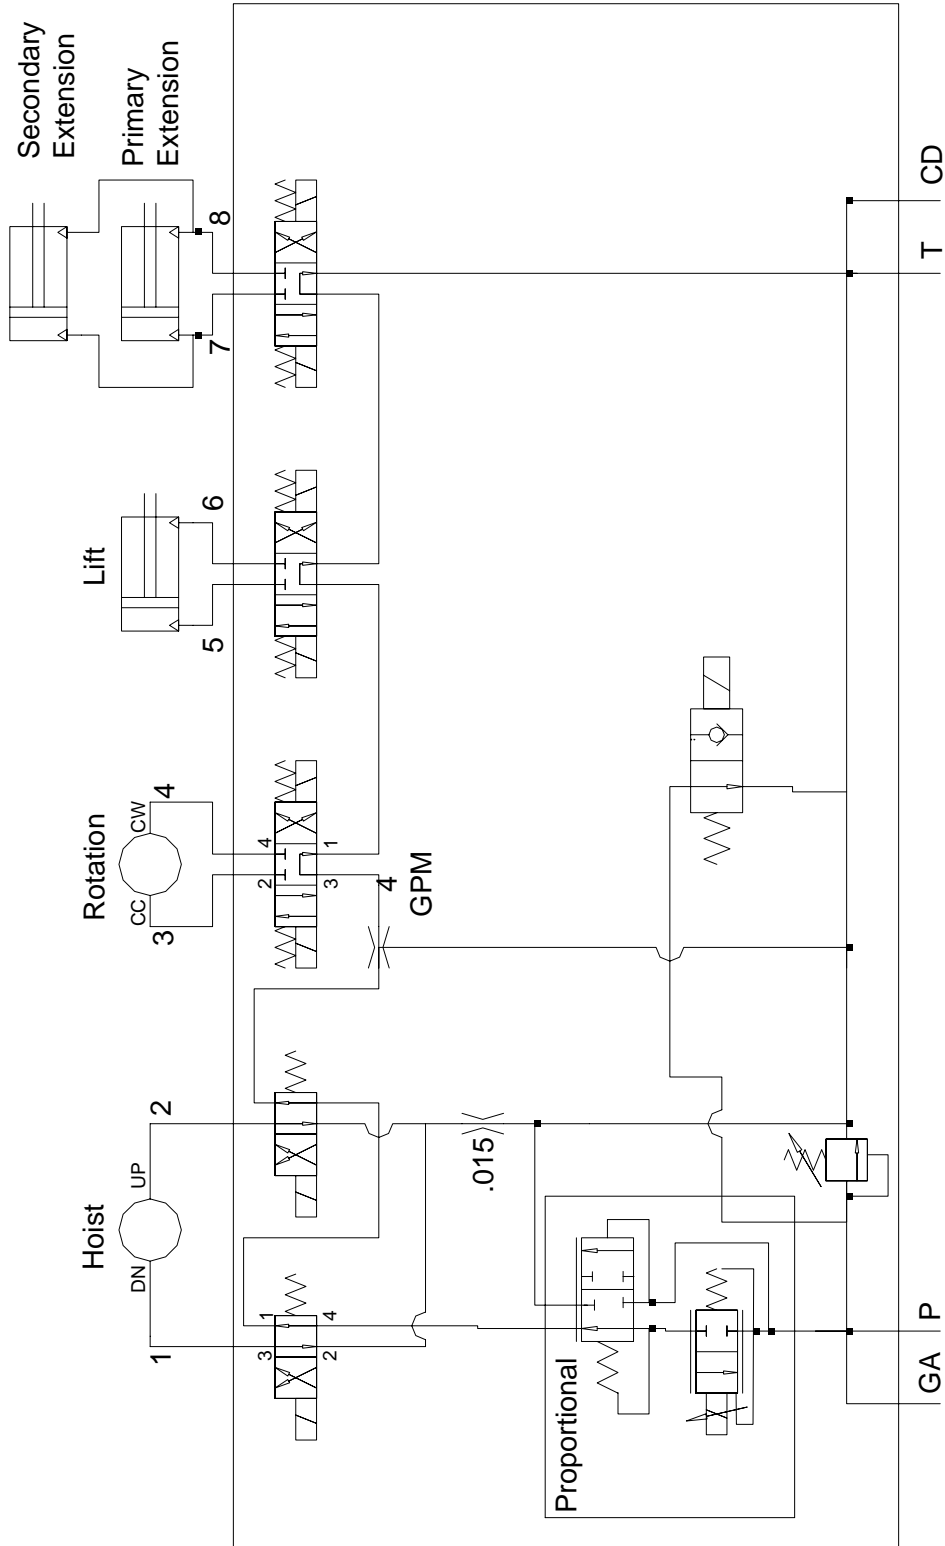 Secondary
Extension
Primary
Extension
8
7
Lift
6
5
Rotation
CW
4
CC
3
4
2
1
3
4
GPM
Hoist
UP
2
DN
1
1
3
4
2
.015
Proportional
CD
T
P
GA